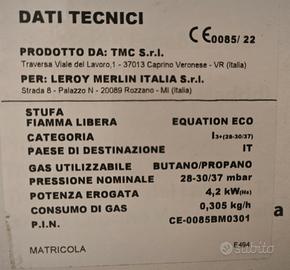 DATI TECNICI
CE0085/ 22
PRODOTTO DA: TMC S.r.l.
Traversa Viale del Lavoro,1 - 37013 Caprino Veronese - VR (Italia)
PER: LEROY MERLIN ITALIA S.r.l.
Strada 8 - Palazzo N - 20089 Rozzano - MI (Italia)
STUFA
FIAMMA LIBERA EQUATION ECO
CATEGORIA I3+(28-30/37)
PAESE DI DESTINAZIONE IT
GAS UTILIZZABILE BUTANO/PROPANO
PRESSIONE NOMINALE 28-30/37 mbar
POTENZA EROGATA 4,2 kW(Hs)
CONSUMO DI GAS 0,305 kg/h
P.I.N. CE-0085BM0301
a
MATRICOLA E494
subito